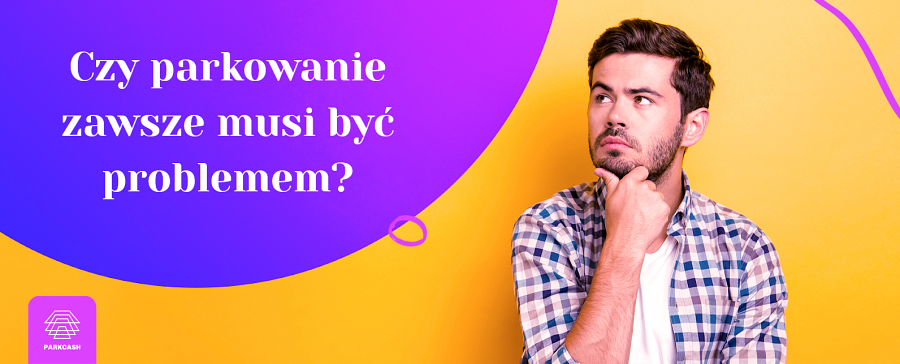 Czy parkowanie
zawsze musi być
problemem?
PARKCASH